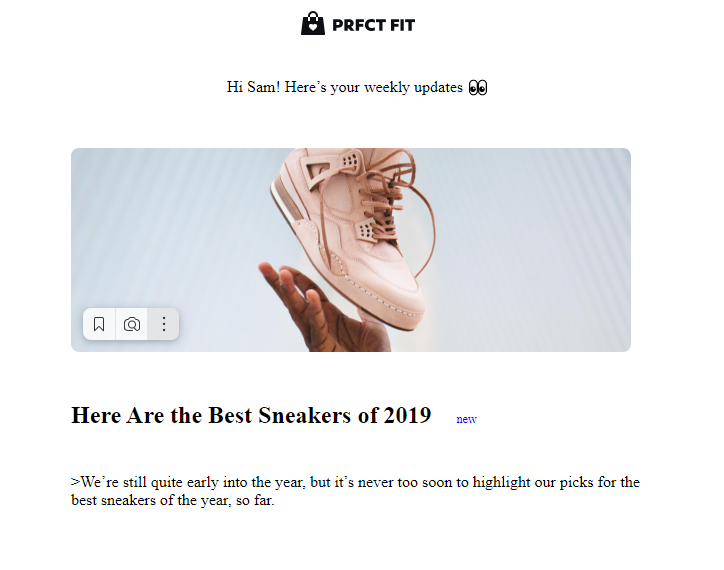 PRFCT FIT
Hi Sam! Here’s your weekly updates 👀
Here Are the Best Sneakers of 2019 new
>We’re still quite early into the year, but it’s never too soon to highlight our picks for the
best sneakers of the year, so far.